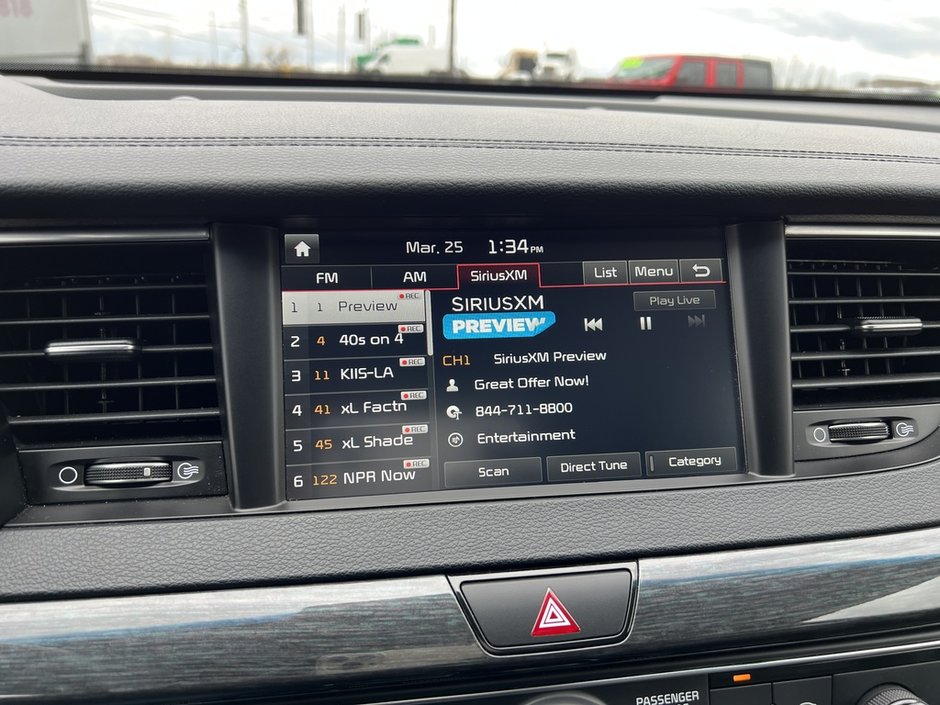 Mar. 25 1:34 PM
FM AM SiriusXM List Menu
1 1 Preview REC
2 4 40s on 4 REC
3 11 KIIS-LA REC
4 41 xL Factn REC
5 45 xL Shade REC
6 122 NPR Now REC
SIRIUSXM
PREVIEW
Play Live
CH1 SiriusXM Preview
Great Offer Now!
844-711-8800
Entertainment
Scan Direct Tune Category
PASSENGER